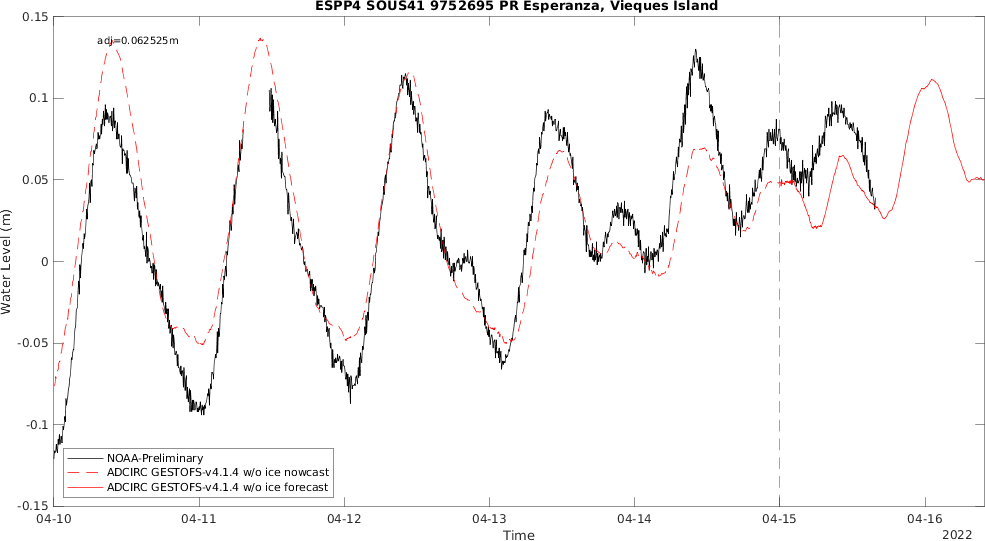 ESPP4 SOUS41 9752695 PR Esperanza, Vieques Island
0.15
adj=0.062525m
0.1
0.05
0
-0.05
-0.1
-0.15
Water Level (m)
NOAA-Preliminary
ADCIRC GESTOFS-v4.1.4 w/o ice nowcast
ADCIRC GESTOFS-v4.1.4 w/o ice forecast
04-10 04-11 04-12 04-13 04-14 04-15 04-16
Time
2022